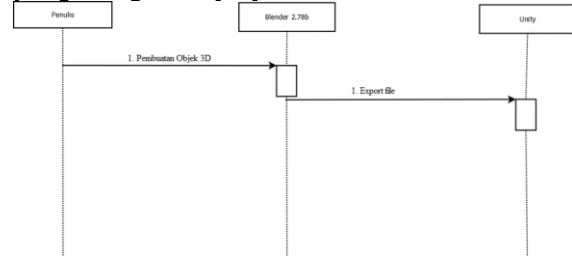 Penulis
Blender 2.78b
Unity
1. Pembuatan Objek 3D
1. Export file